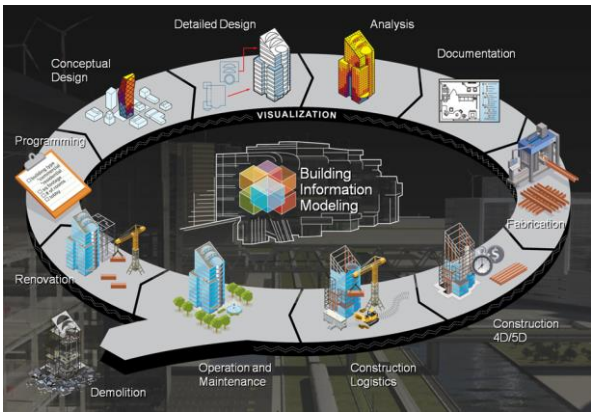 Detailed Design
Analysis
Conceptual
Design
Documentation
VISUALIZATION
Programming
Building
Information
Modeling
Fabrication
Renovation
Construction
4D/5D
Operation and
Maintenance
Construction
Logistics
Demolition